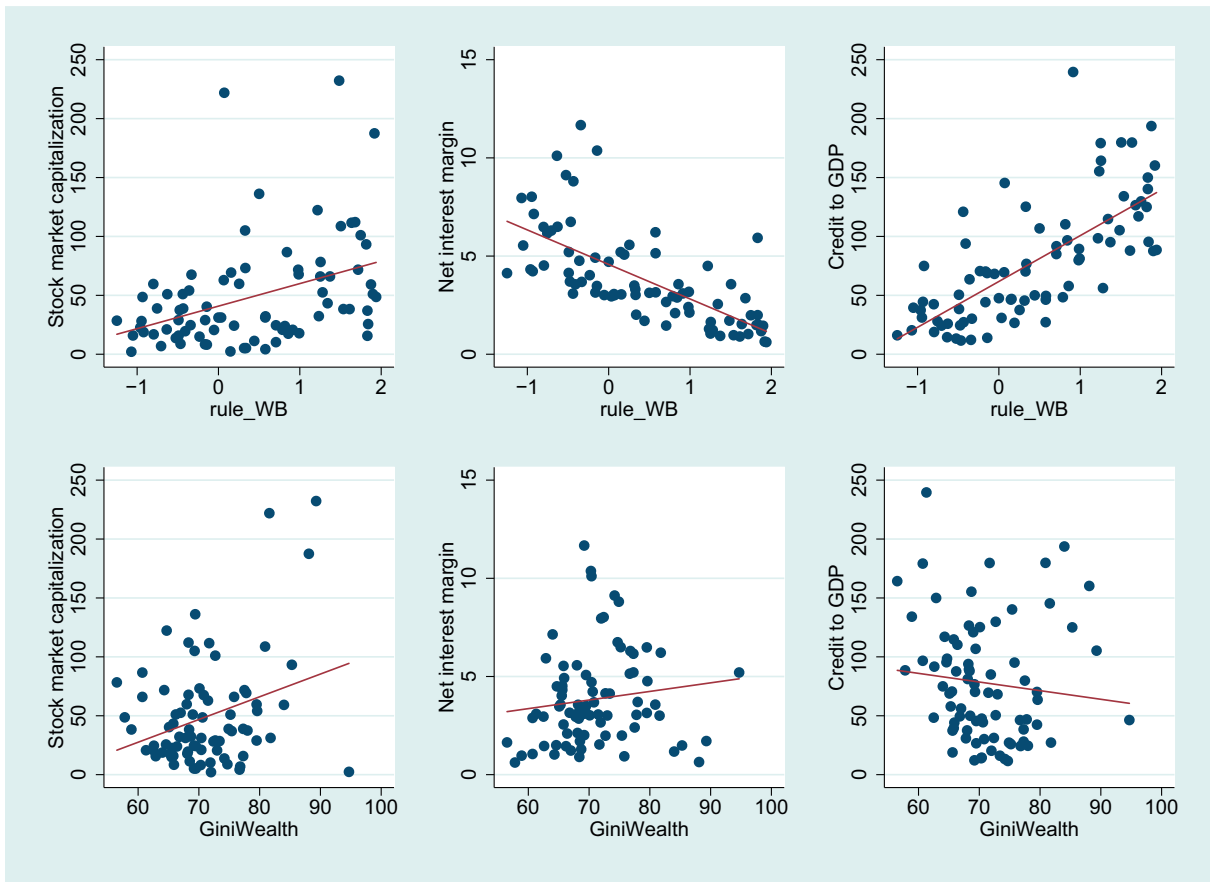 Stock market capitalization
0 50 100 150 200 250
−1 0 1 2
rule_WB
Net interest margin
0 5 10 15
−1 0 1 2
rule_WB
Credit to GDP
0 50 100 150 200 250
−1 0 1 2
rule_WB
Stock market capitalization
0 50 100 150 200 250
60 70 80 90 100
GiniWealth
Net interest margin
0 5 10 15
60 70 80 90 100
GiniWealth
Credit to GDP
0 50 100 150 200 250
60 70 80 90 100
GiniWealth